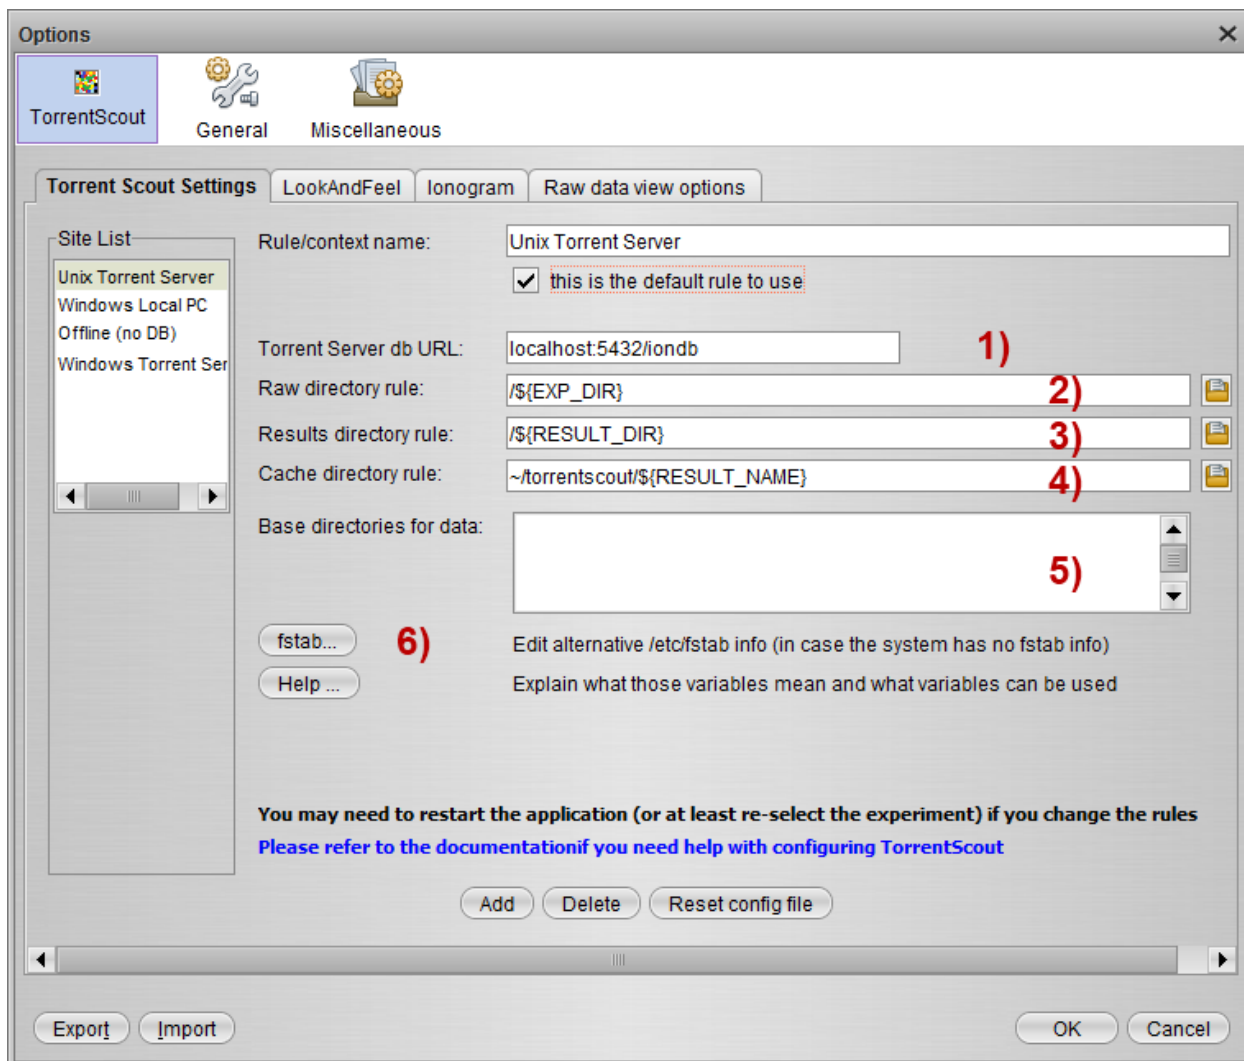 Options
TorrentScout
General
Miscellaneous
Torrent Scout Settings
LookAndFeel
Ionogram
Raw data view options
Site List
Unix Torrent Server
Windows Local PC
Offline (no DB)
Windows Torrent Ser
Rule/context name:
Unix Torrent Server
this is the default rule to use
Torrent Server db URL:
localhost:5432/iondb
1)
Raw directory rule:
/${EXP_DIR}
2)
Results directory rule:
/${RESULT_DIR}
3)
Cache directory rule:
~/torrentscout/${RESULT_NAME}
4)
Base directories for data:
5)
fstab...
6)
Edit alternative /etc/fstab info (in case the system has no fstab info)
Help ...
Explain what those variables mean and what variables can be used
You may need to restart the application (or at least re-select the experiment) if you change the rules
Please refer to the documentationif you need help with configuring TorrentScout
Add
Delete
Reset config file
Export
Import
OK
Cancel